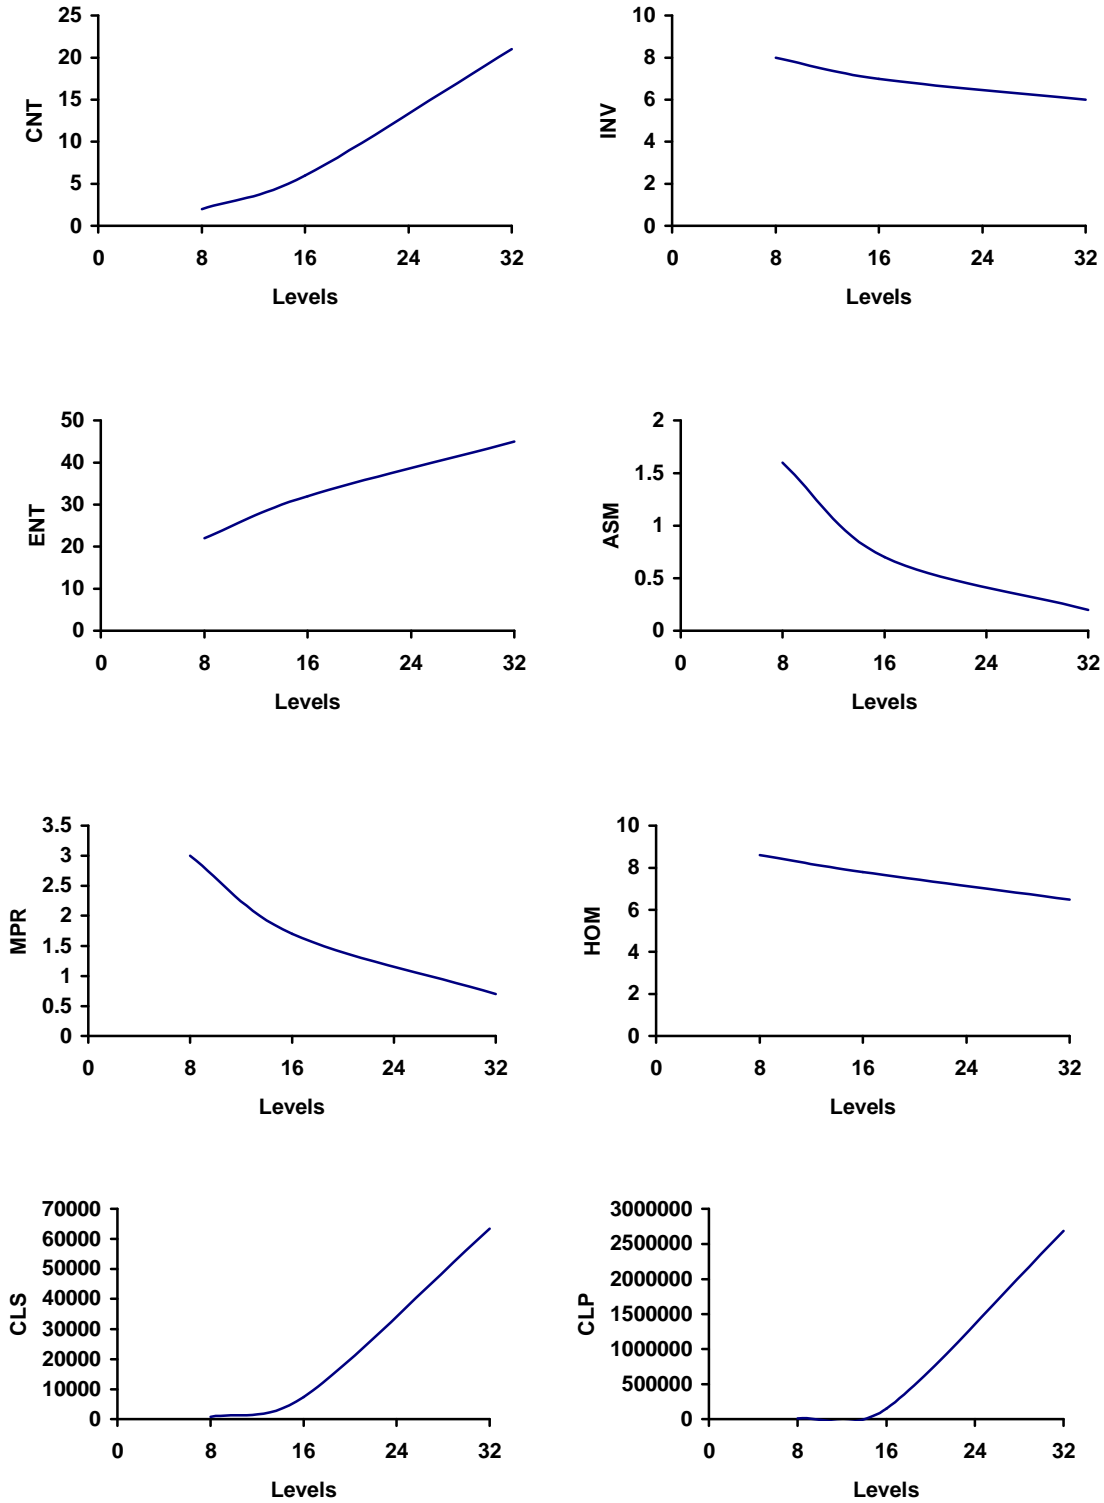 25
20
15
10
5
0
CNT
0 8 16 24 32
Levels
10
8
6
4
2
0
INV
0 8 16 24 32
Levels
50
40
30
20
10
0
ENT
0 8 16 24 32
Levels
2
1.5
1
0.5
0
ASM
0 8 16 24 32
Levels
3.5
3
2.5
2
1.5
1
0.5
0
MPR
0 8 16 24 32
Levels
10
8
6
4
2
0
HOM
0 8 16 24 32
Levels
70000
60000
50000
40000
30000
20000
10000
0
CLS
0 8 16 24 32
Levels
3000000
2500000
2000000
1500000
1000000
500000
0
CLP
0 8 16 24 32
Levels